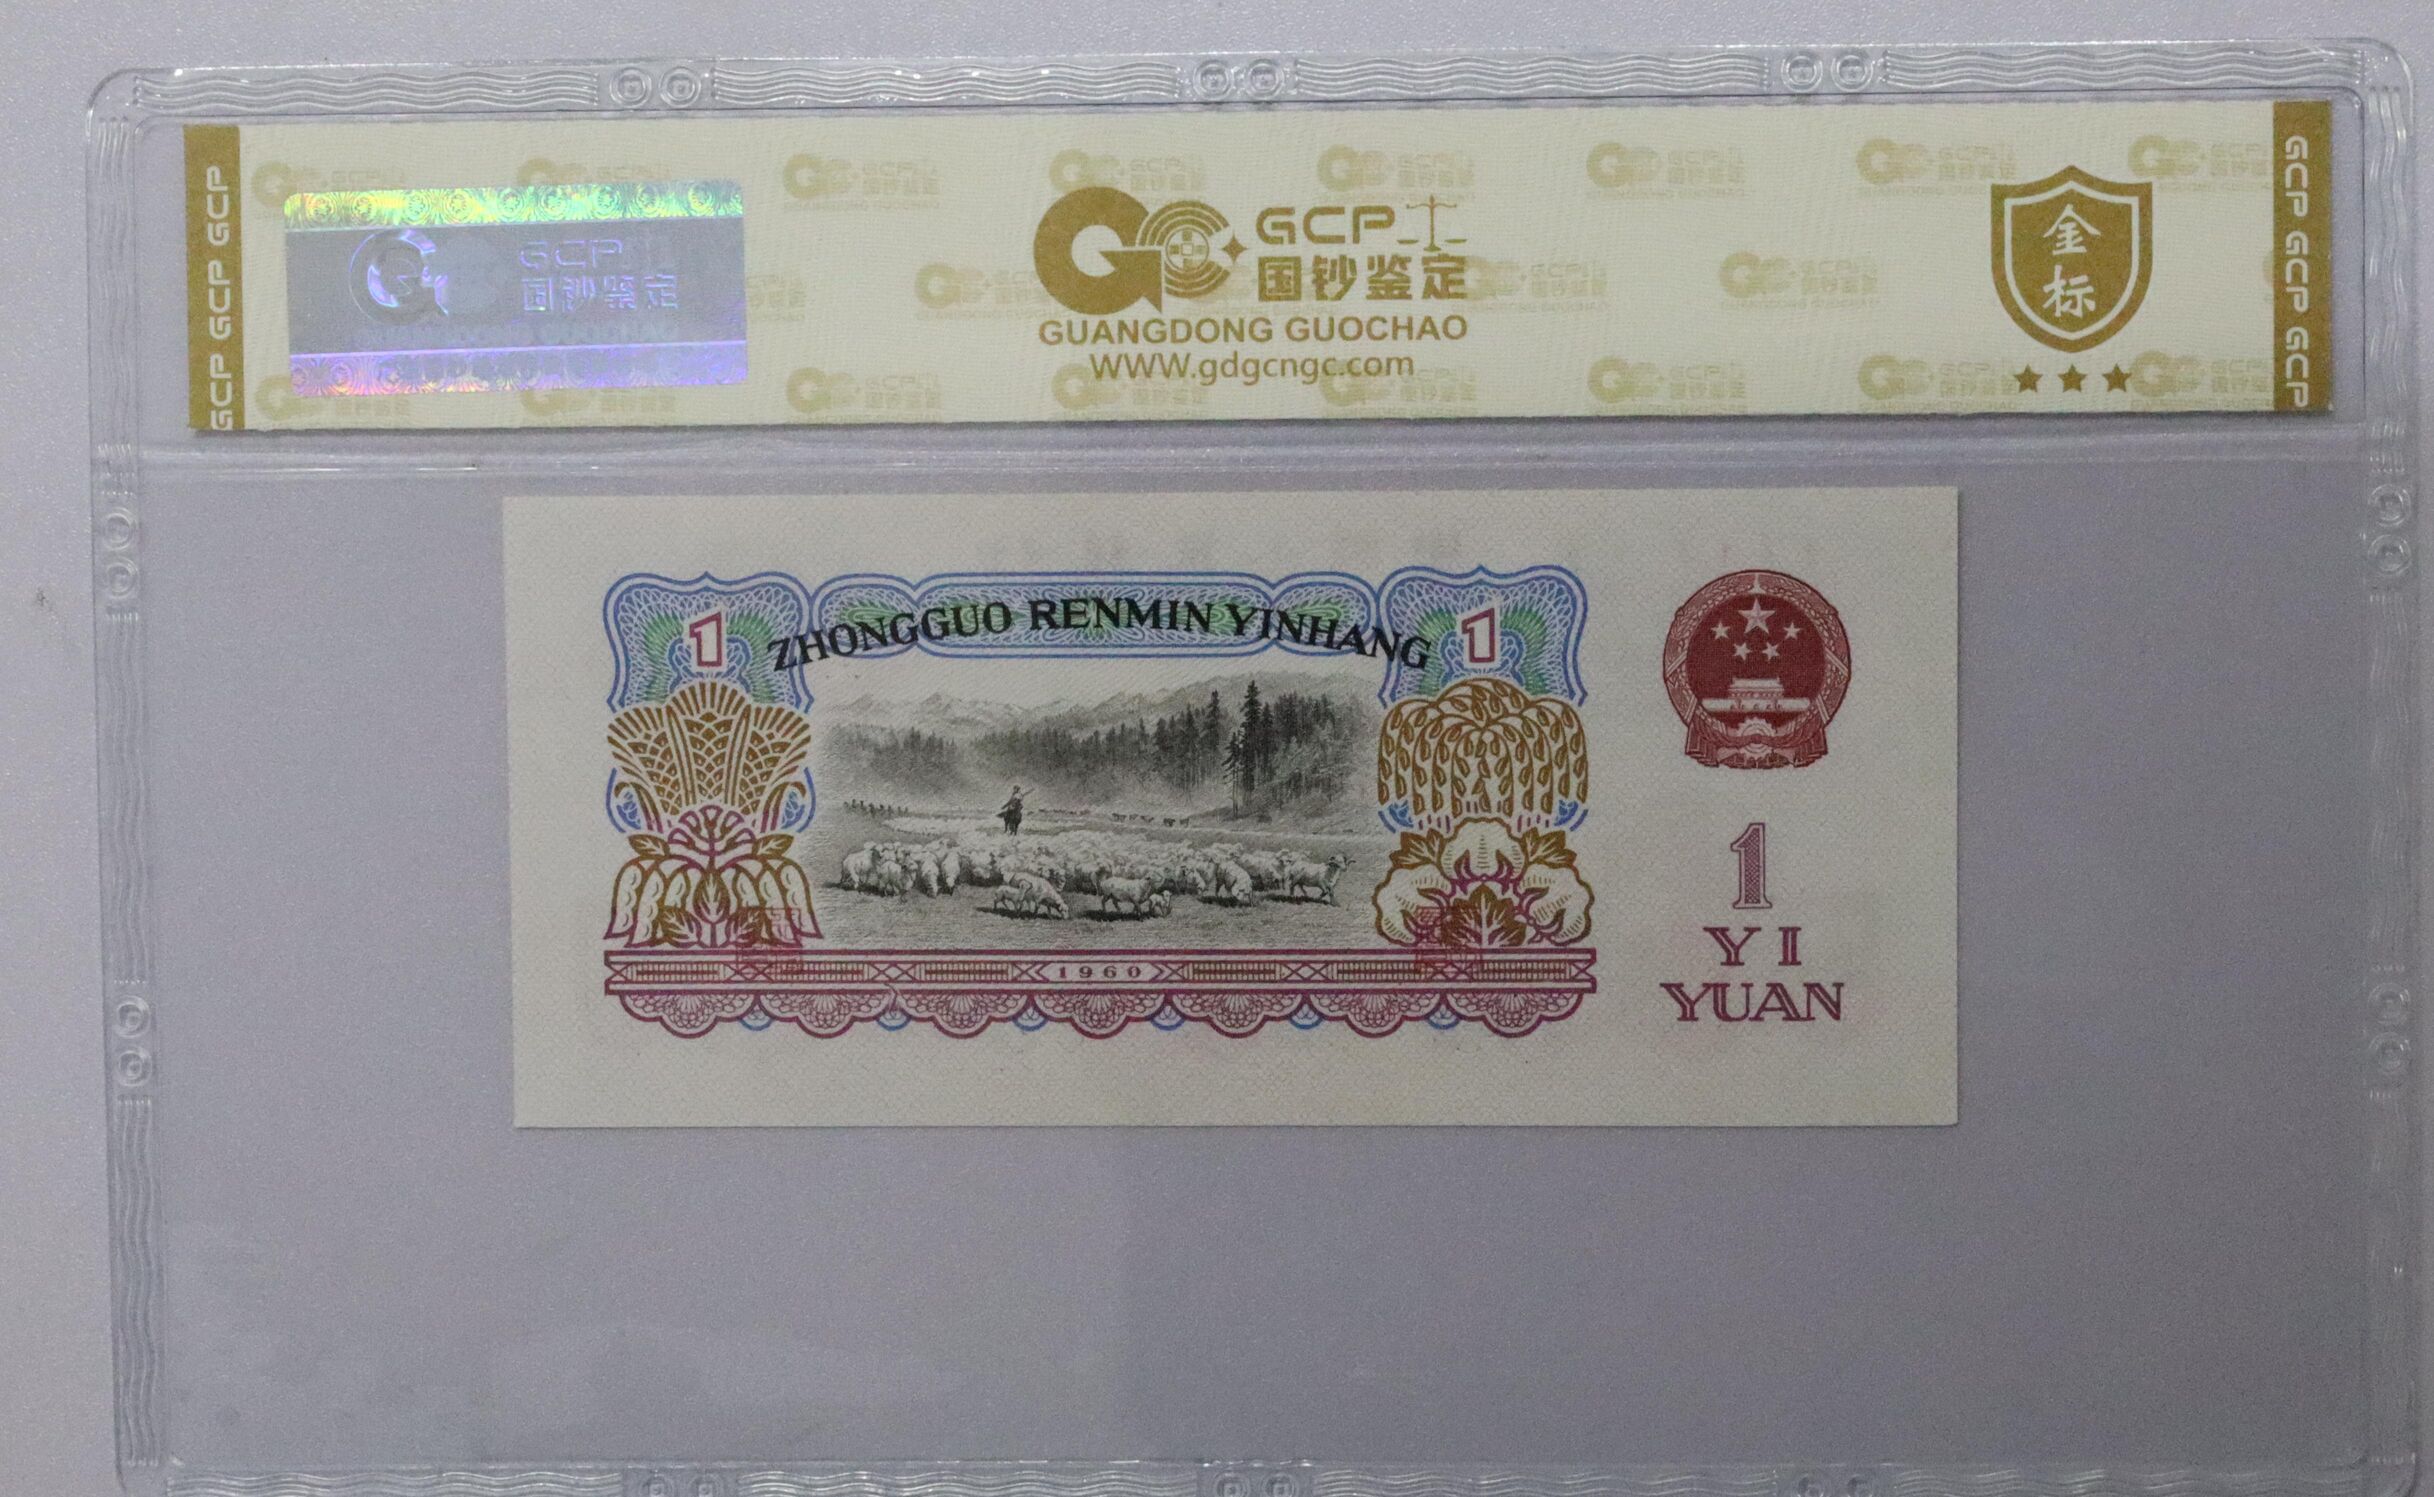 GCP GCP GCP
GCP
国钞鉴定
GCP
国钞鉴定
GUANGDONG GUOCHAO
WWW.gdgcngc.com
金
标
GCP GCP GCP
ZHONGGUO RENMIN YINHANG
1
1
1
YI
YUAN
1960